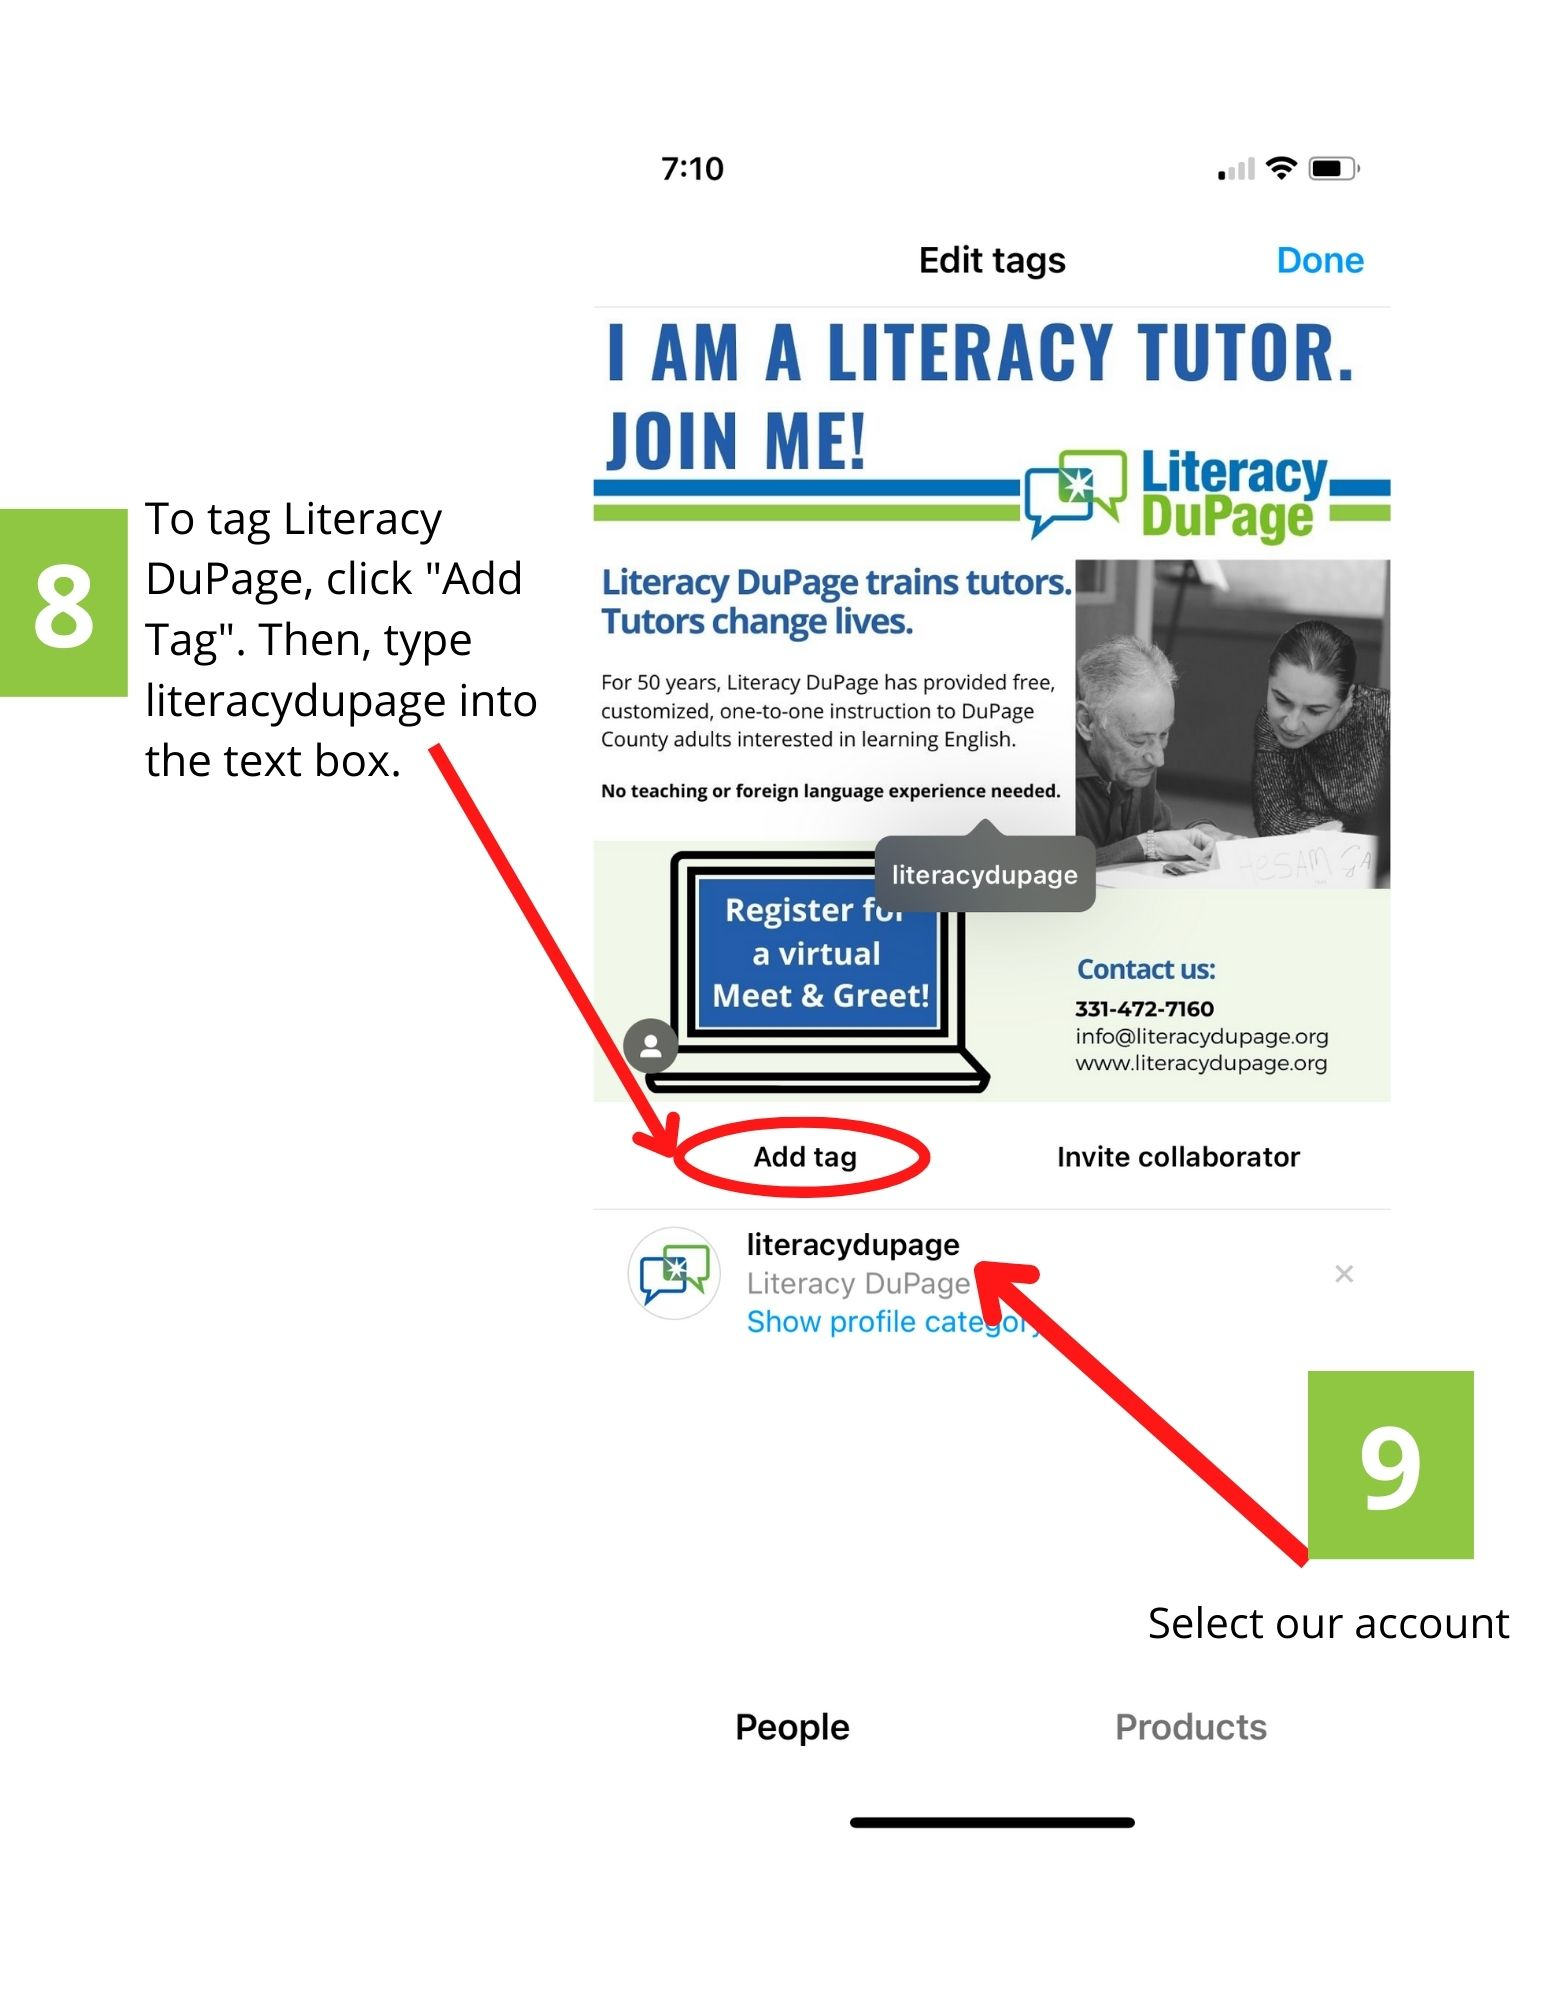 7:10
Edit tags
Done
I AM A LITERACY TUTOR.
JOIN ME!
Literacy
DuPage
8
To tag Literacy
DuPage, click "Add
Tag". Then, type
literacydupage into
the text box.
Literacy DuPage trains tutors.
Tutors change lives.
For 50 years, Literacy DuPage has provided free,
customized, one-to-one instruction to DuPage
County adults interested in learning English.
No teaching or foreign language experience needed.
literacydupage
HESAM GA
Register for
a virtual
Meet & Greet!
Contact us:
331-472-7160
info@literacydupage.org
www.literacydupage.org
Add tag
Invite collaborator
literacydupage
Literacy DuPage
Show profile category
9
Select our account
People
Products